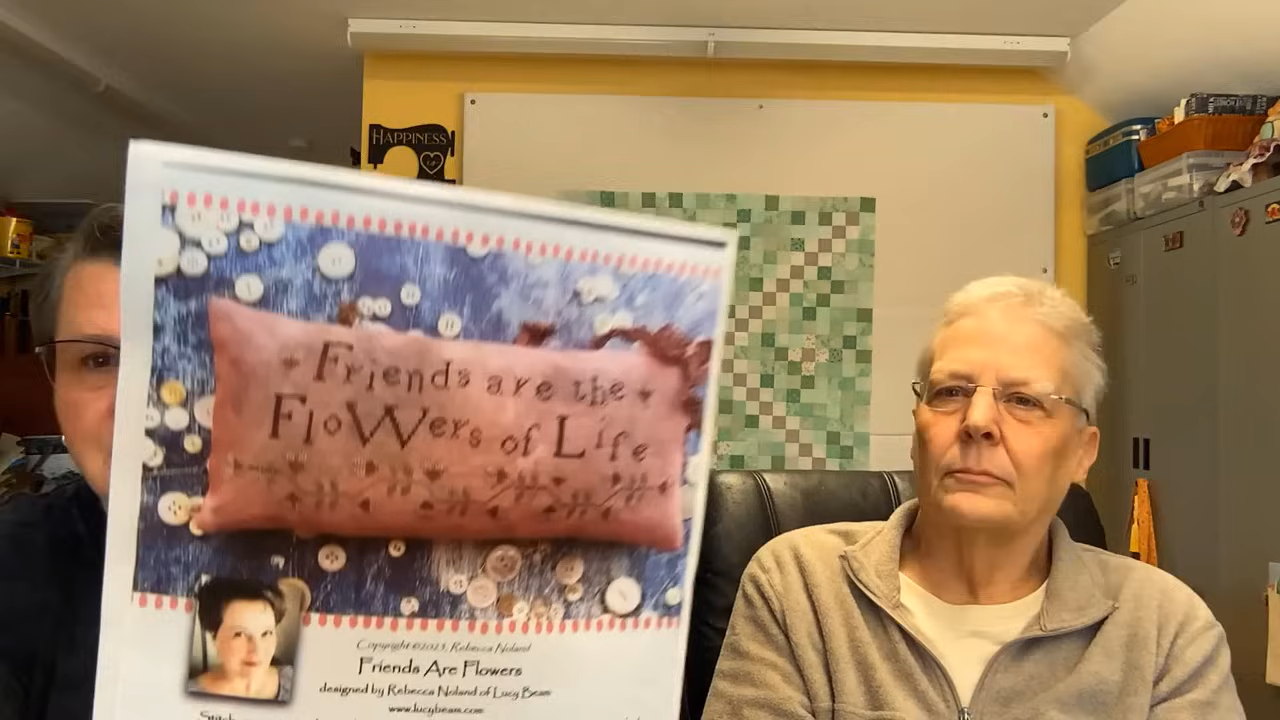 HAPPINESS
Friends are the
FloWers of Life
Copyright ©2023, Rebecca Noland
Friends Are Flowers
designed by Rebecca Noland of Lucy Beam
www.lucybeam.com